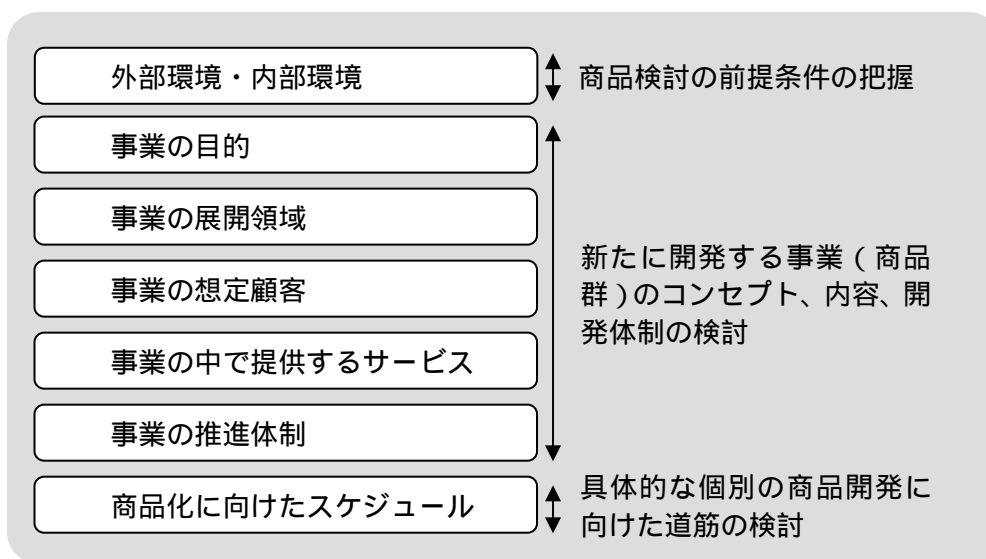 外部環境・内部環境
商品検討の前提条件の把握
事業の目的
事業の展開領域
事業の想定顧客
事業の中で提供するサービス
事業の推進体制
新たに開発する事業(商品
群)のコンセプト、内容、開
発体制の検討
商品化に向けたスケジュール
具体的な個別の商品開発に
向けた道筋の検討